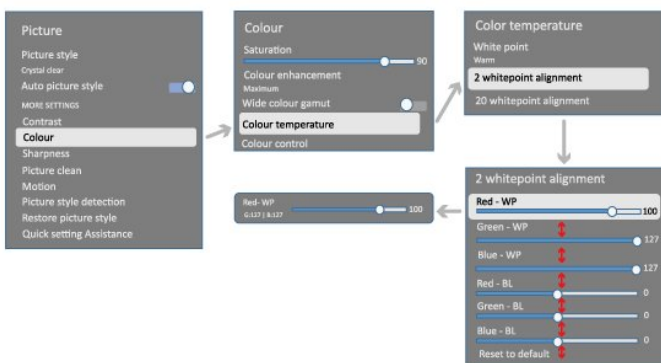 Picture
Picture style
Crystal clear
Auto picture style
MORE SETTINGS
Contrast
Colour
Sharpness
Picture clean
Motion
Picture style detection
Restore picture style
Quick setting Assistance
Colour
Saturation
90
Colour enhancement
Maximum
Wide colour gamut
Colour temperature
Colour control
Color temperature
White point
Warm
2 whitepoint alignment
20 whitepoint alignment
2 whitepoint alignment
Red- WP
100
Green - WP
127
Blue - WP
127
Red - BL
0
Green - BL
0
Blue - BL
0
Reset to default
Red- WP
G:127 | B:127
100